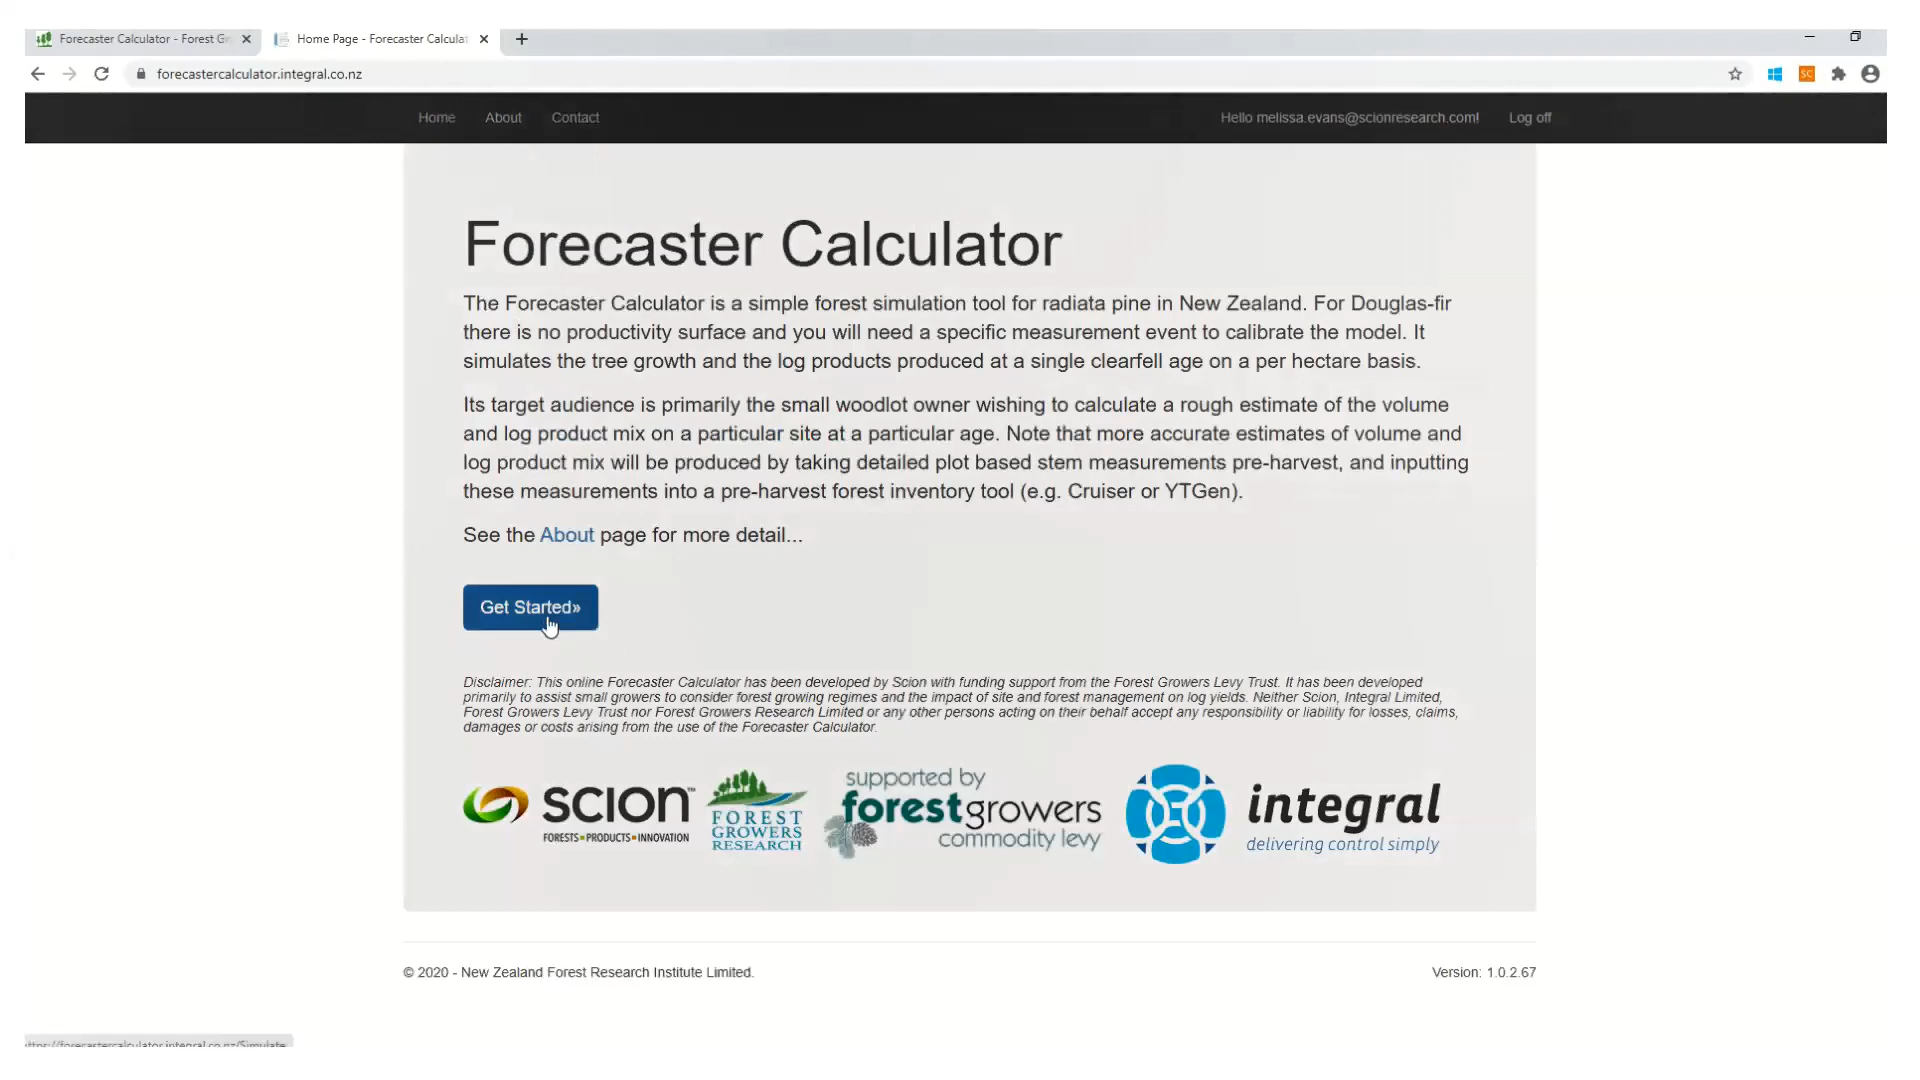 Forecaster Calculator - Forest Gr
Home Page - Forecaster Calculat
forecastercalculator.integral.co.nz
Home About Contact Hello melissa.evans@scionresearch.com! Log off
Forecaster Calculator
The Forecaster Calculator is a simple forest simulation tool for radiata pine in New Zealand. For Douglas-fir
there is no productivity surface and you will need a specific measurement event to calibrate the model. It
simulates the tree growth and the log products produced at a single clearfell age on a per hectare basis.
Its target audience is primarily the small woodlot owner wishing to calculate a rough estimate of the volume
and log product mix on a particular site at a particular age. Note that more accurate estimates of volume and
log product mix will be produced by taking detailed plot based stem measurements pre-harvest, and inputting
these measurements into a pre-harvest forest inventory tool (e.g. Cruiser or YTGen).
See the About page for more detail...
Get Started»
Disclaimer: This online Forecaster Calculator has been developed by Scion with funding support from the Forest Growers Levy Trust. It has been developed
primarily to assist small growers to consider forest growing regimes and the impact of site and forest management on log yields. Neither Scion, Integral Limited,
Forest Growers Levy Trust nor Forest Growers Research Limited or any other persons acting on their behalf accept any responsibility or liability for losses, claims,
damages or costs arising from the use of the Forecaster Calculator.
SCION™
FORESTS▪PRODUCTS▪INNOVATION
FOREST
GROWERS
RESEARCH
supported by
forestgrowers
commodity levy
integral
delivering control simply
© 2020 - New Zealand Forest Research Institute Limited. Version: 1.0.2.67
ttps://forecastercalculator.integral.co.nz/Simulate